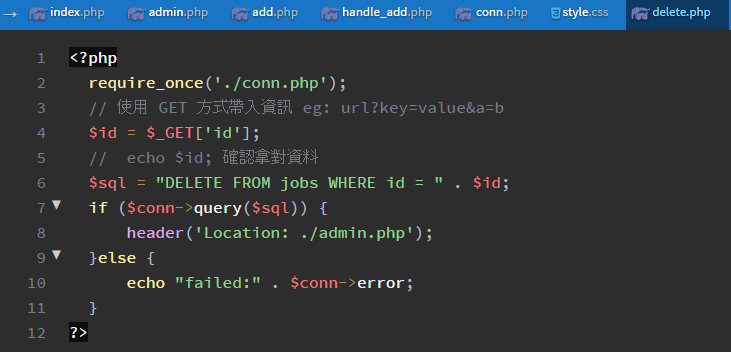 → index.php admin.php add.php handle_add.php conn.php style.css delete.php
1 <?php
2 require_once('./conn.php');
3 // 使用 GET 方式帶入資訊 eg: url?key=value&a=b
4 $id = $_GET['id'];
5 //  echo $id; 確認拿對資料
6 $sql = "DELETE FROM jobs WHERE id = " . $id;
7 ▼ if ($conn->query($sql)) {
8 header('Location: ./admin.php');
9 ▼ }else {
10 echo "failed:" . $conn->error;
11 }
12 ?>